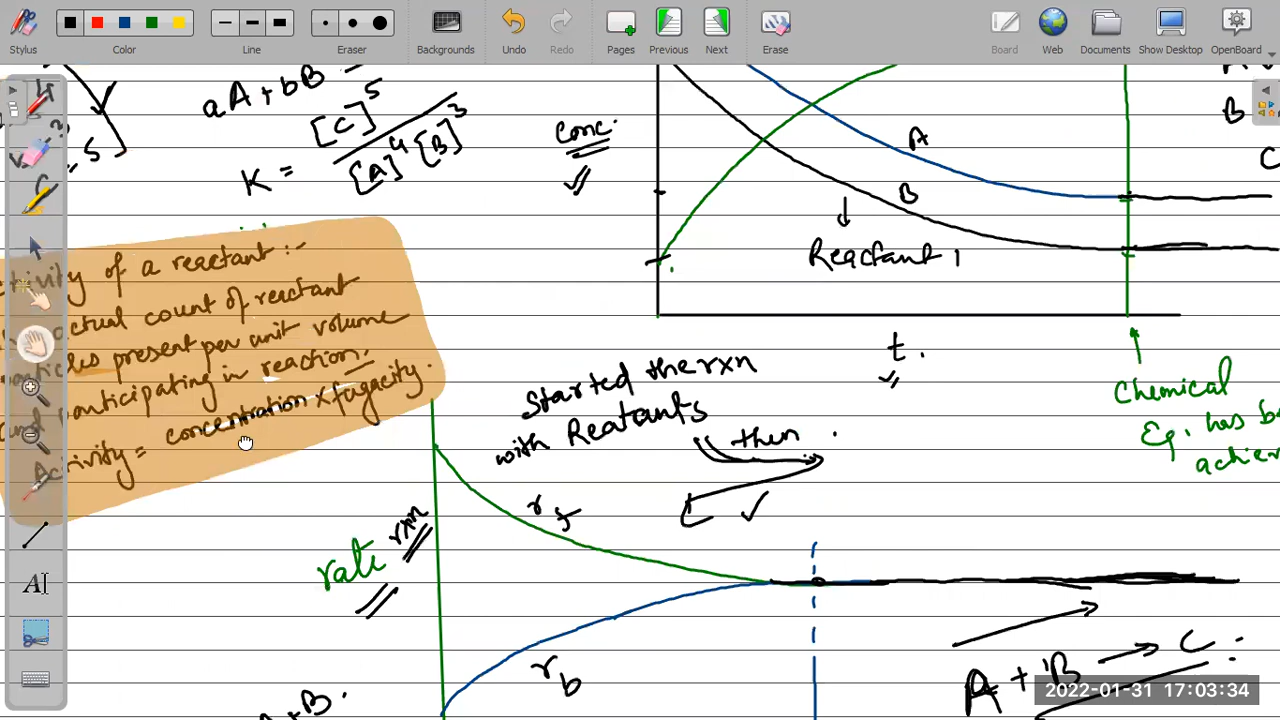 Stylus
Color
Line
Eraser
Backgrounds
Undo
Redo
Pages
Previous
Next
Erase
Board
Web
Documents
Show Desktop
OpenBoard
aA + bB
K = [C]^5 / [A]^4 [B]^3
Conc.
A
B
Reactant
t.
B
C
tivity of a reactant :-
actual count of reactant
present per unit volume
participating in reaction.
Activity = concentration x fugacity.
Started the rxn
with Reatants
then
Chemical
Eq. has b
achie
rate rxn
r f
r b
A + B → C
A + B.
2022-01-31 17:03:34